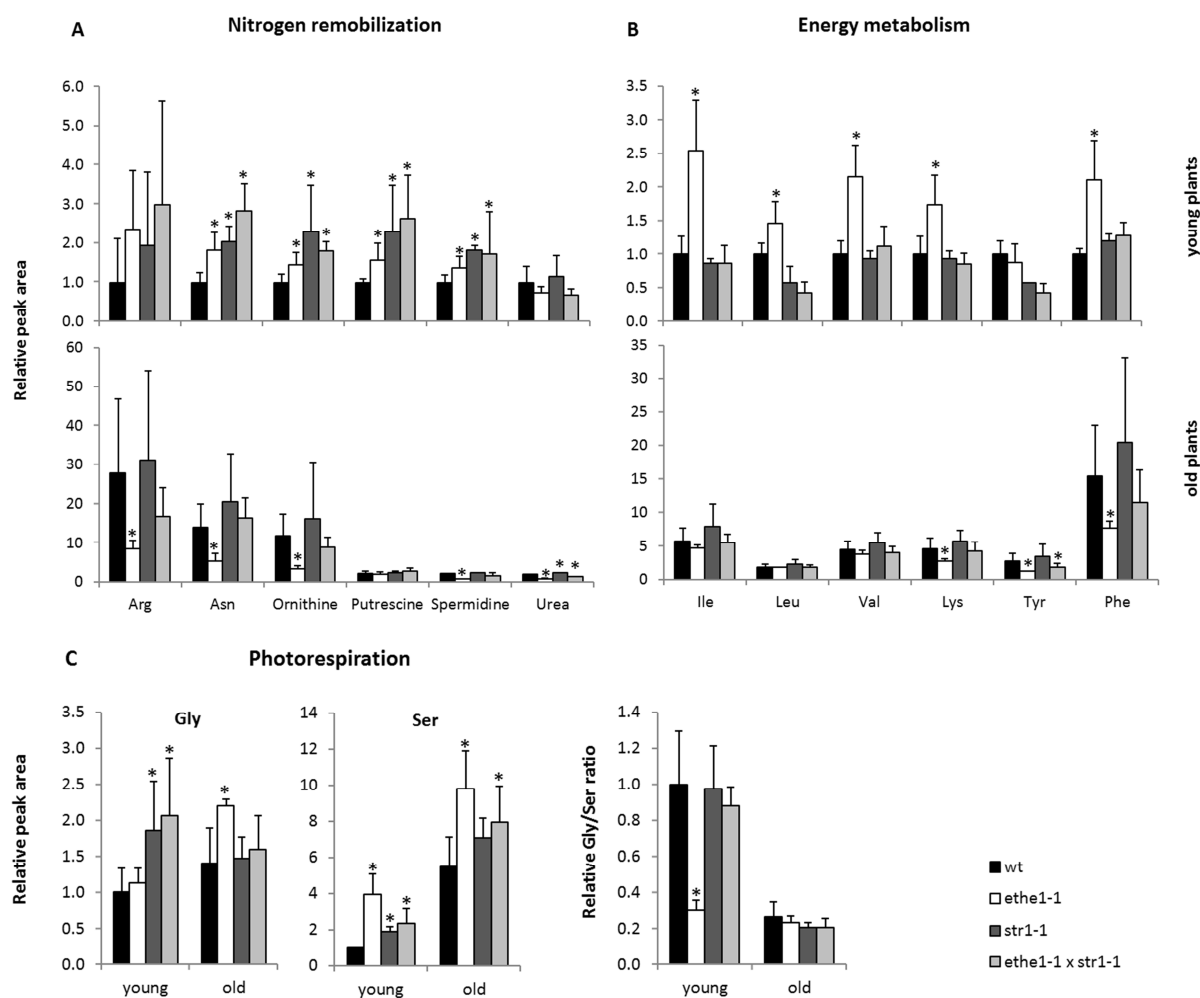 A Nitrogen remobilization
B Energy metabolism
Relative peak area
6.0
5.0
4.0
3.0
2.0
1.0
0.0
* * * * * * * * * * * *
3.5
3.0
2.5
2.0
1.5
1.0
0.5
0.0
* * * * *
young plants
60
50
40
30
20
10
0
* * * * * * *
Arg Asn Ornithine Putrescine Spermidine Urea
35
30
25
20
15
10
5
0
* * * *
Ile Leu Val Lys Tyr Phe
old plants
C Photorespiration
Relative peak area
Gly
3.5
3.0
2.5
2.0
1.5
1.0
0.5
0.0
* * *
young old
Ser
14
12
10
8
6
4
2
0
* * * * *
young old
Relative Gly/Ser ratio
1.4
1.2
1.0
0.8
0.6
0.4
0.2
0.0
*
young old
wt
ethe1-1
str1-1
ethe1-1 x str1-1